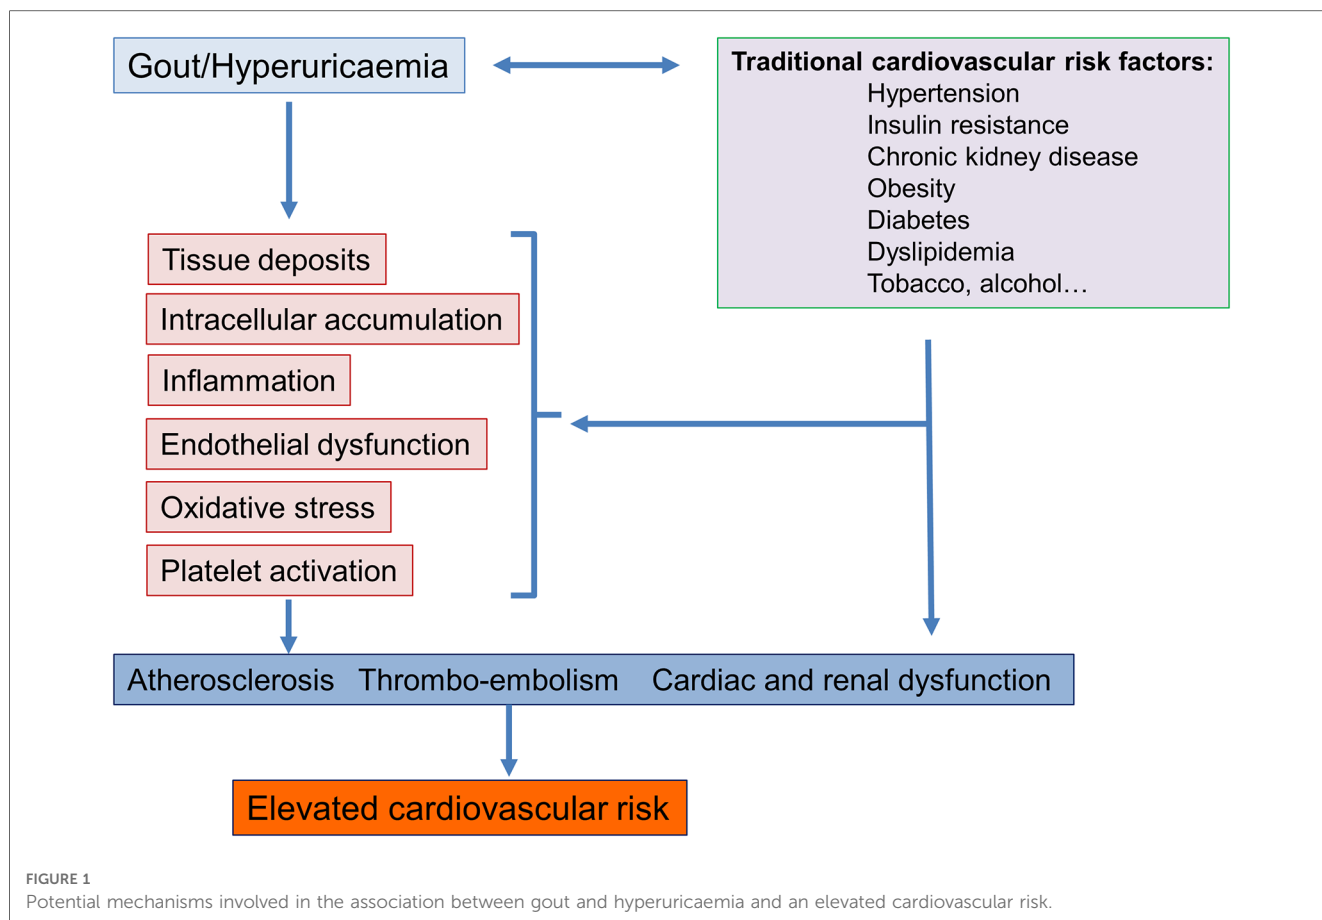 Gout/Hyperuricaemia
Traditional cardiovascular risk factors:
Hypertension
Insulin resistance
Chronic kidney disease
Obesity
Diabetes
Dyslipidemia
Tobacco, alcohol…
Tissue deposits
Intracellular accumulation
Inflammation
Endothelial dysfunction
Oxidative stress
Platelet activation
Atherosclerosis Thrombo-embolism Cardiac and renal dysfunction
Elevated cardiovascular risk
FIGURE 1
Potential mechanisms involved in the association between gout and hyperuricaemia and an elevated cardiovascular risk.